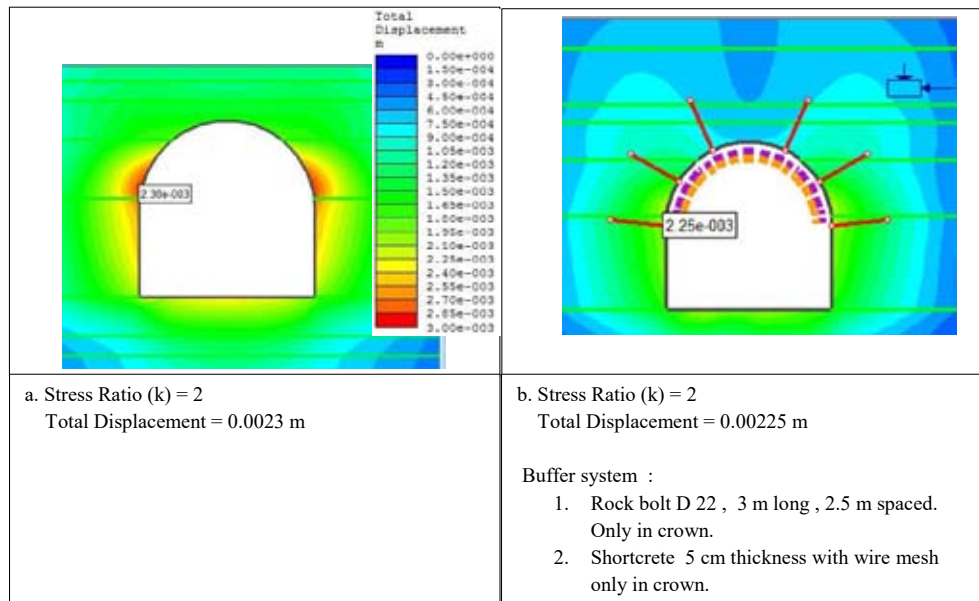 Total
Displacement
m
0.00e+000
1.50e-004
3.00e-004
4.50e-004
6.00e-004
7.50e-004
9.00e-004
1.05e-003
1.20e-003
1.35e-003
1.50e-003
1.65e-003
1.80e-003
1.95e-003
2.10e-003
2.25e-003
2.40e-003
2.55e-003
2.70e-003
2.85e-003
3.00e-003
2.30e-003
2.25e-003
a. Stress Ratio (k) = 2
Total Displacement = 0.0023 m
b. Stress Ratio (k) = 2
Total Displacement = 0.00225 m
Buffer system :
1. Rock bolt D 22 , 3 m long , 2.5 m spaced.
Only in crown.
2. Shortcrete 5 cm thickness with wire mesh
only in crown.